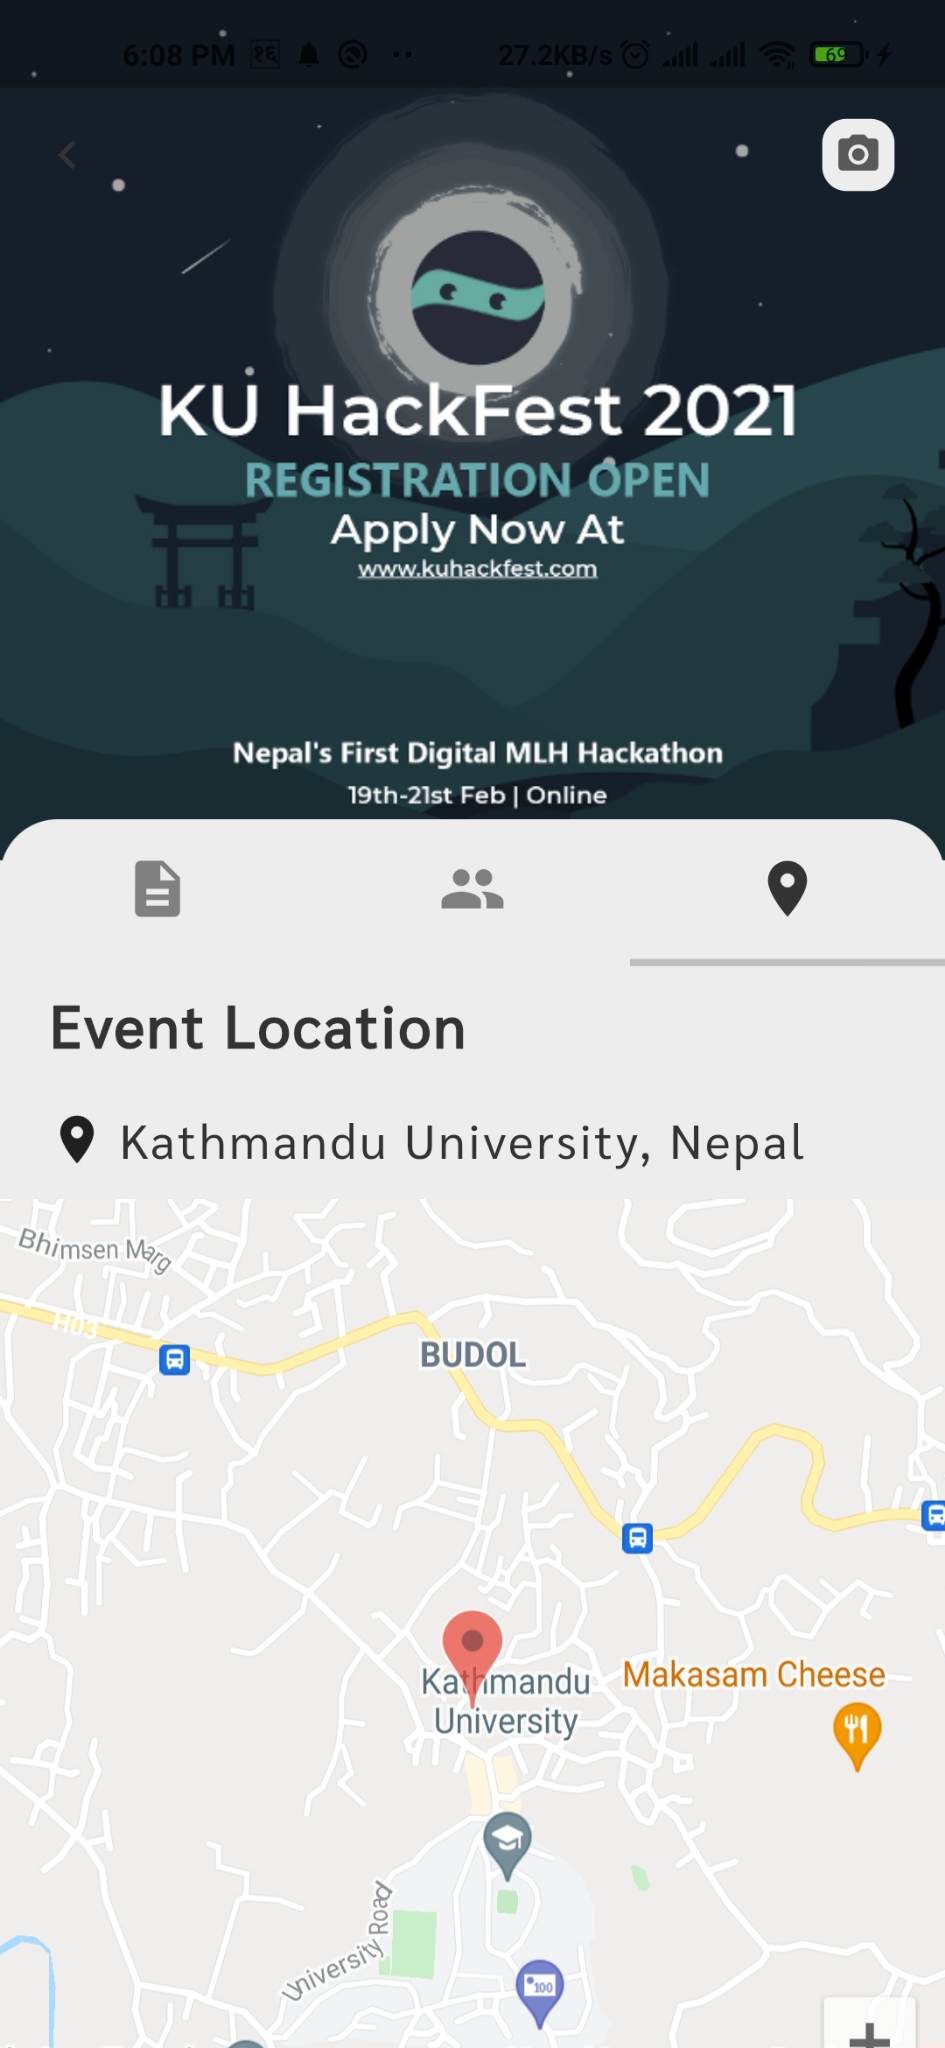 6:08 PM १६ 27.2KB/s 69
KU HackFest 2021
REGISTRATION OPEN
Apply Now At
www.kuhackfest.com
Nepal's First Digital MLH Hackathon
19th-21st Feb | Online
Event Location
Kathmandu University, Nepal
Bhimsen Marg
H03
BUDOL
Kathmandu
University
Makasam Cheese
University Road
100